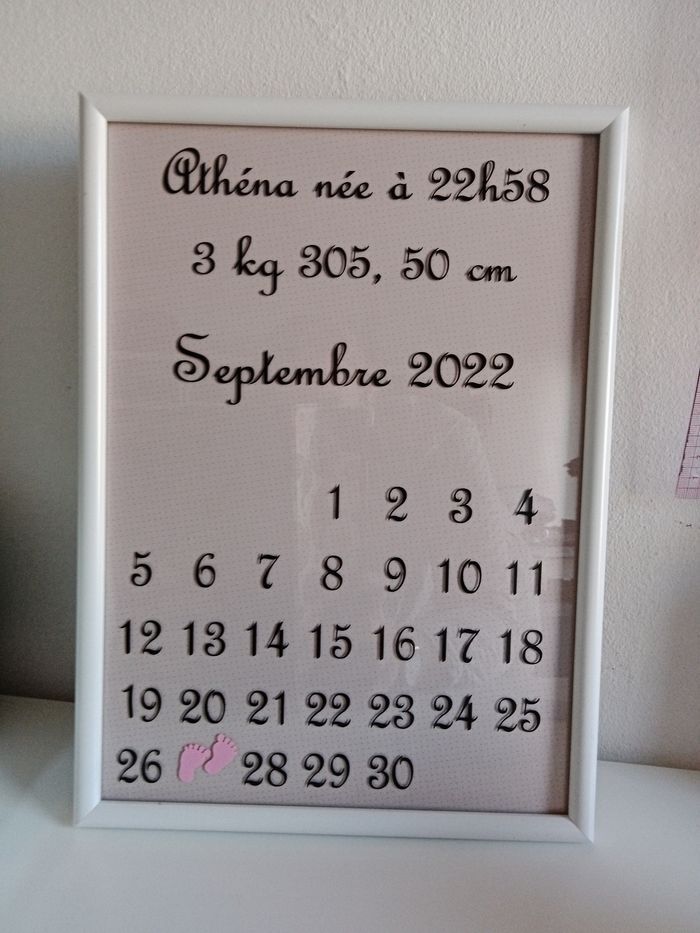 Athéna née à 22h58
3 kg 305, 50 cm
Septembre 2022
1 2 3 4
5 6 7 8 9 10 11
12 13 14 15 16 17 18
19 20 21 22 23 24 25
26 28 29 30